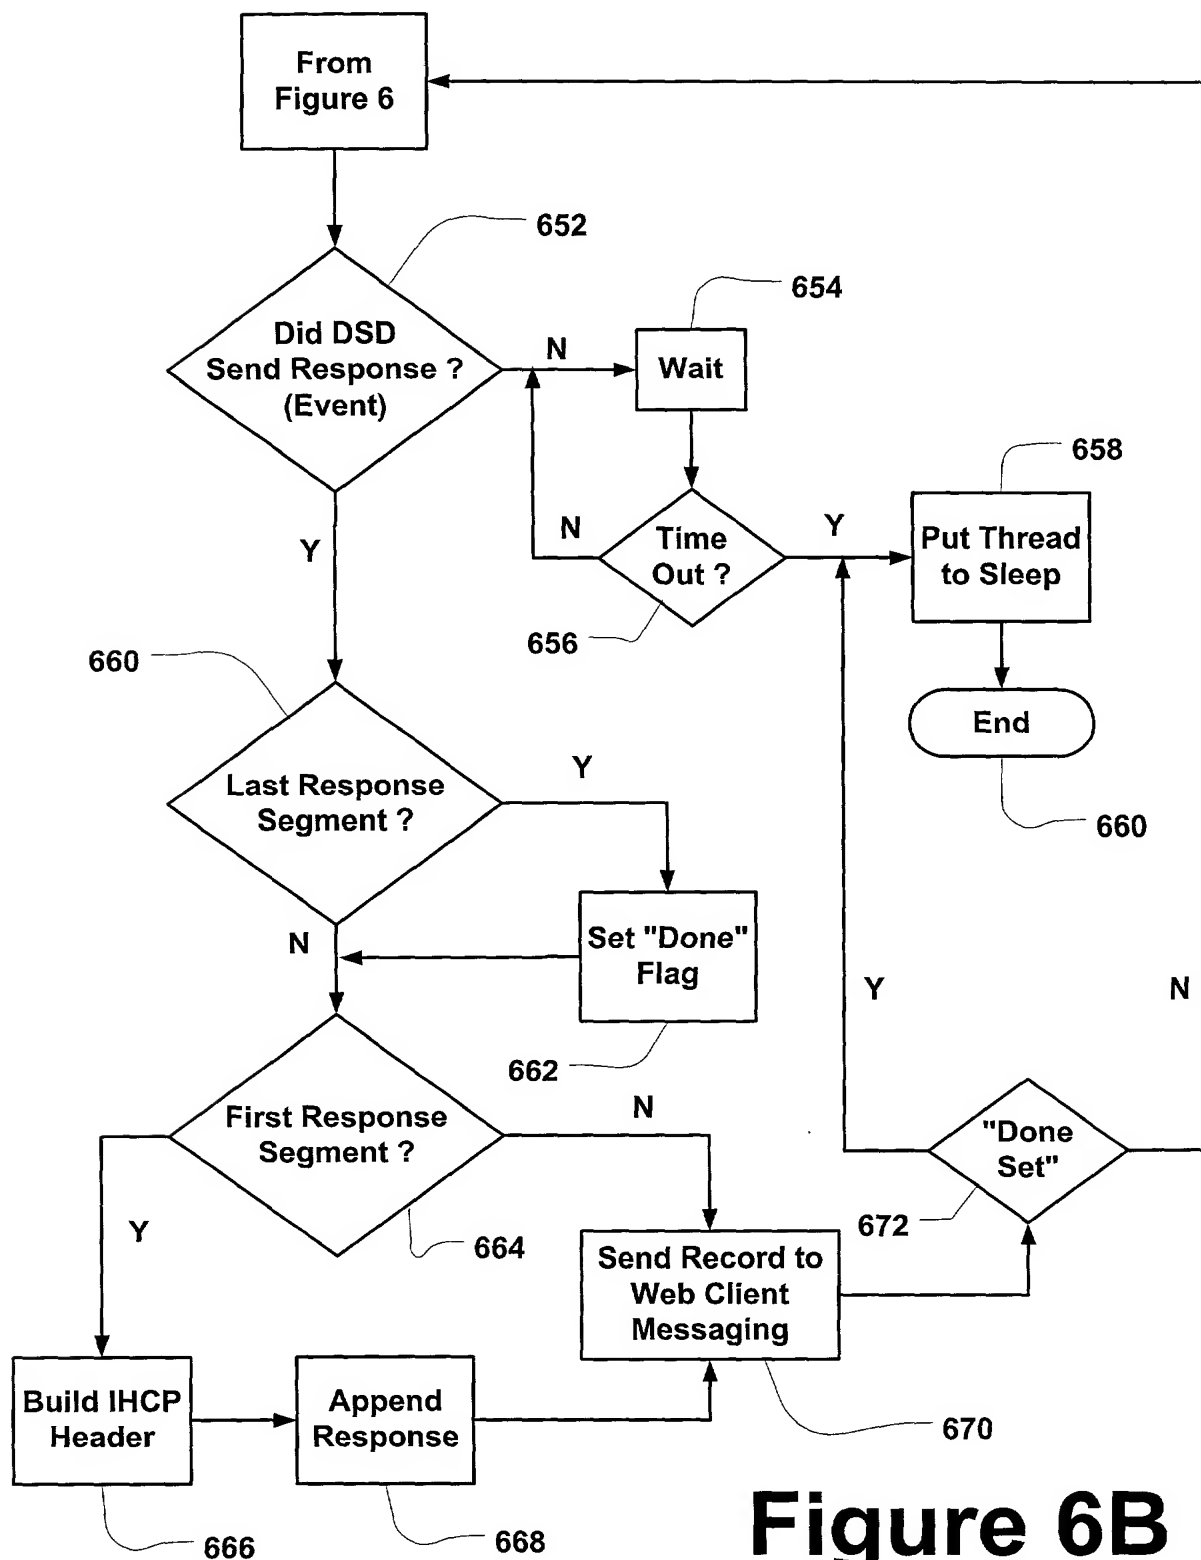 From
Figure 6
652
Did DSD
Send Response ?
(Event)
N
654
Wait
Y
N
Time
Out ?
656
Y
658
Put Thread
to Sleep
End
660
660
Last Response
Segment ?
Y
N
Set "Done"
Flag
662
First Response
Segment ?
N
Y
664
Y
N
"Done
Set"
672
Send Record to
Web Client
Messaging
670
Build IHCP
Header
666
Append
Response
668
Figure 6B